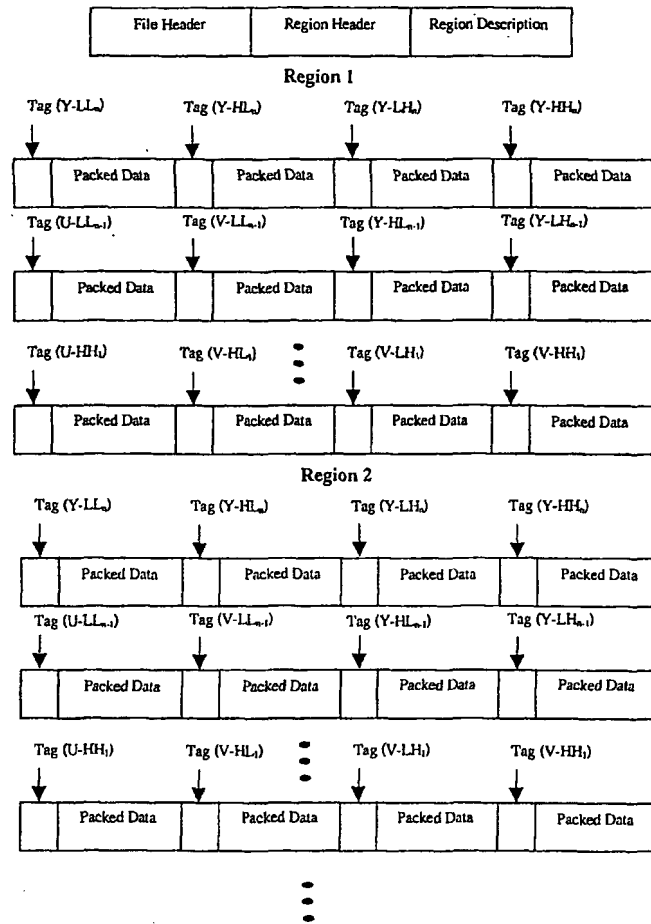 File Header Region Header Region Description
Region 1
Tag (Y-LLₙ) Tag (Y-HLₙ) Tag (Y-LHₙ) Tag (Y-HHₙ)
Packed Data Packed Data Packed Data Packed Data
Tag (U-LLₙ₋₁) Tag (V-LLₙ₋₁) Tag (Y-HLₙ₋₁) Tag (Y-LHₙ₋₁)
Packed Data Packed Data Packed Data Packed Data
Tag (U-HH₁) Tag (V-HL₁) Tag (V-LH₁) Tag (V-HH₁)
Packed Data Packed Data Packed Data Packed Data
Region 2
Tag (Y-LLₙ) Tag (Y-HLₙ) Tag (Y-LHₙ) Tag (Y-HHₙ)
Packed Data Packed Data Packed Data Packed Data
Tag (U-LLₙ₋₁) Tag (V-LLₙ₋₁) Tag (Y-HLₙ₋₁) Tag (Y-LHₙ₋₁)
Packed Data Packed Data Packed Data Packed Data
Tag (U-HH₁) Tag (V-HL₁) Tag (V-LH₁) Tag (V-HH₁)
Packed Data Packed Data Packed Data Packed Data